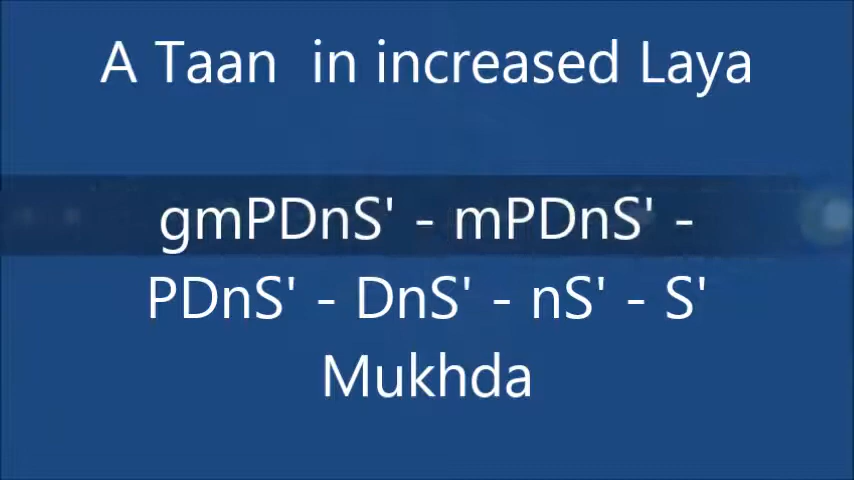 A Taan in increased Laya
gmPDnS' - mPDnS' -
PDnS' - DnS' - nS' - S'
Mukhda